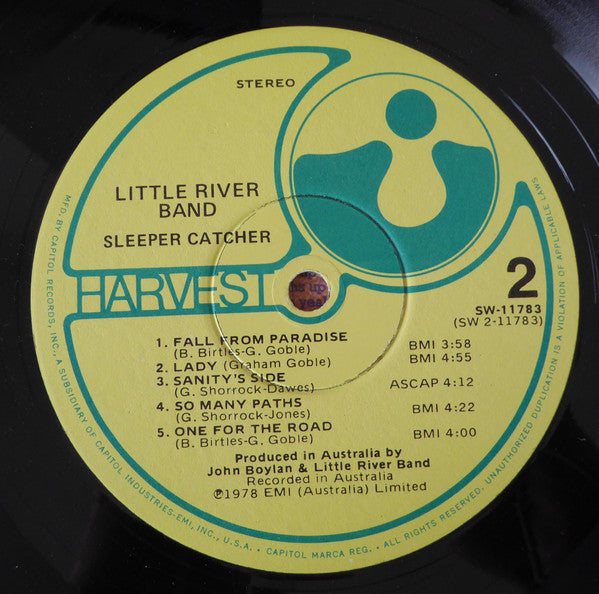 STEREO
LITTLE RIVER
BAND
SLEEPER CATCHER
HARVEST
2
SW-11783
(SW 2-11783)
1. FALL FROM PARADISE BMI 3:58
(B. Birtles-G. Goble)
2. LADY (Graham Goble) BMI 4:55
3. SANITY'S SIDE ASCAP 4:12
(G. Shorrock-Dawes)
4. SO MANY PATHS BMI 4:22
(G. Shorrock-Jones)
5. ONE FOR THE ROAD BMI 4:00
(B. Birtles-G. Goble)
Produced in Australia by
John Boylan & Little River Band
Recorded in Australia
℗1978 EMI (Australia) Limited
MFD. BY CAPITOL RECORDS, INC., A SUBSIDIARY OF CAPITOL INDUSTRIES-EMI, INC., U.S.A. • CAPITOL MARCA REG. • ALL RIGHTS RESERVED. UNAUTHORIZED DUPLICATION IS A VIOLATION OF APPLICABLE LAWS
up
yea